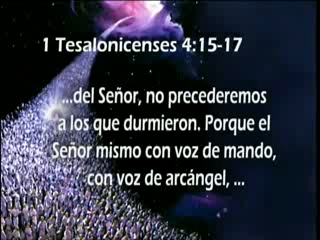 1 Tesalonicenses 4:15-17
...del Señor, no precederemos
a los que durmieron. Porque el
Señor mismo con voz de mando,
con voz de arcángel, ...